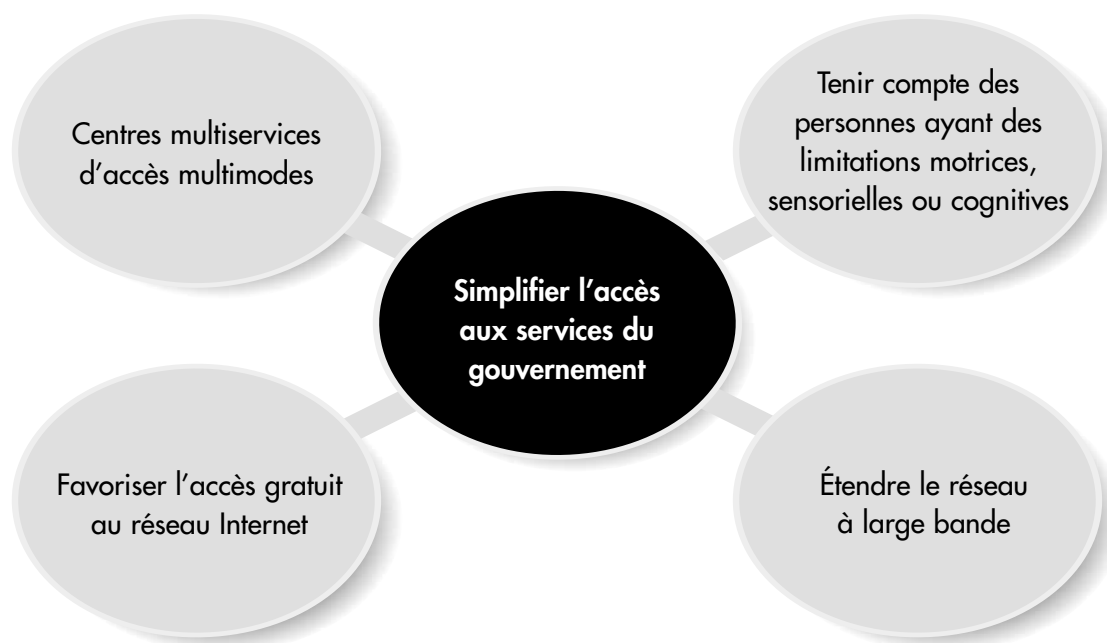 Centres multiservices
d'accès multimodes
Tenir compte des
personnes ayant des
limitations motrices,
sensorielles ou cognitives
Simplifier l'accès
aux services du
gouvernement
Favoriser l'accès gratuit
au réseau Internet
Étendre le réseau
à large bande